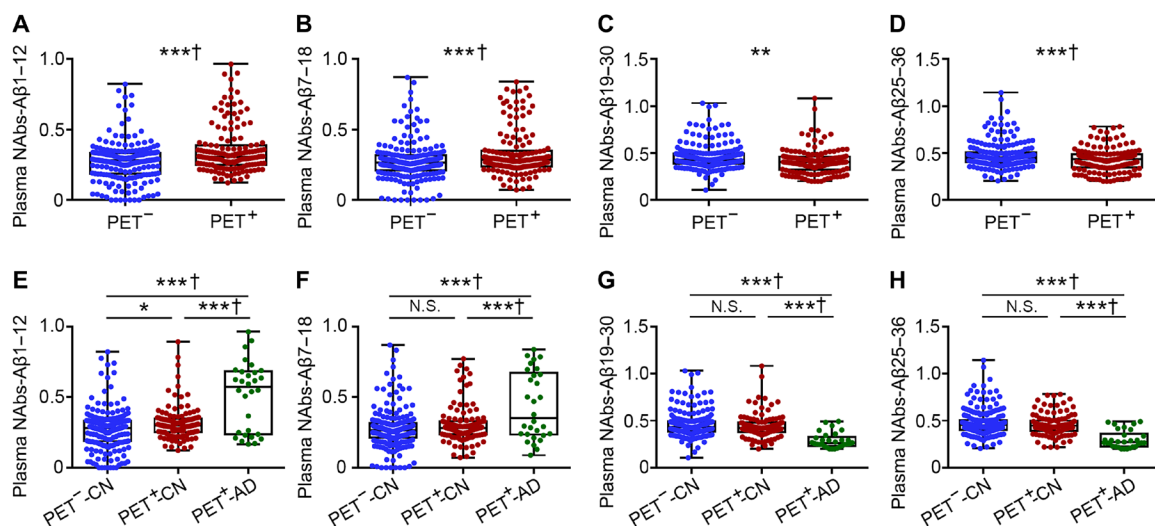 A
Plasma NAbs-Aβ1–12
***†
1.0
0.5
0
PET⁻
PET⁺
B
Plasma NAbs-Aβ7–18
***†
1.0
0.5
0
PET⁻
PET⁺
C
Plasma NAbs-Aβ19–30
**
1.5
1.0
0.5
0
PET⁻
PET⁺
D
Plasma NAbs-Aβ25–36
***†
1.5
1.0
0.5
0
PET⁻
PET⁺
E
Plasma NAbs-Aβ1–12
***†
*
***†
1.0
0.5
0
PET⁻-CN
PET⁺-CN
PET⁺-AD
F
Plasma NAbs-Aβ7–18
***†
N.S.
***†
1.0
0.5
0
PET⁻-CN
PET⁺-CN
PET⁺-AD
G
Plasma NAbs-Aβ19–30
***†
N.S.
***†
1.5
1.0
0.5
0
PET⁻-CN
PET⁺-CN
PET⁺-AD
H
Plasma NAbs-Aβ25–36
***†
N.S.
***†
1.5
1.0
0.5
0
PET⁻-CN
PET⁺-CN
PET⁺-AD